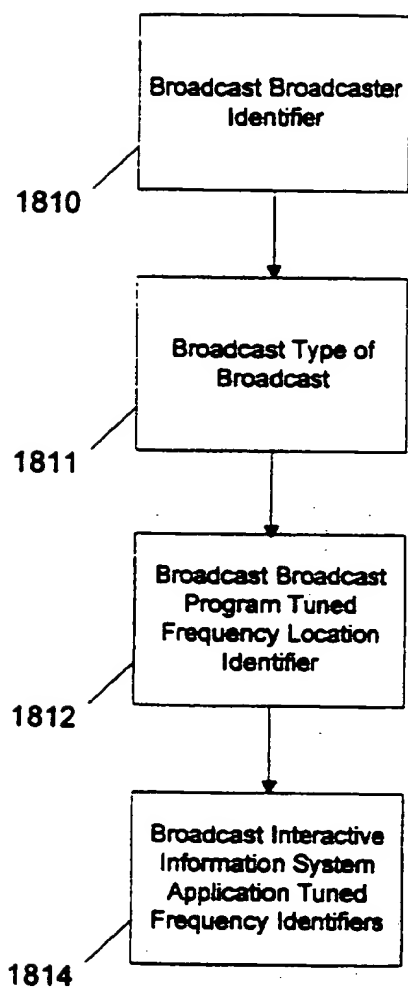 Broadcast Broadcaster
Identifier
1810
Broadcast Type of
Broadcast
1811
Broadcast Broadcast
Program Tuned
Frequency Location
Identifier
1812
Broadcast Interactive
Information System
Application Tuned
Frequency Identifiers
1814